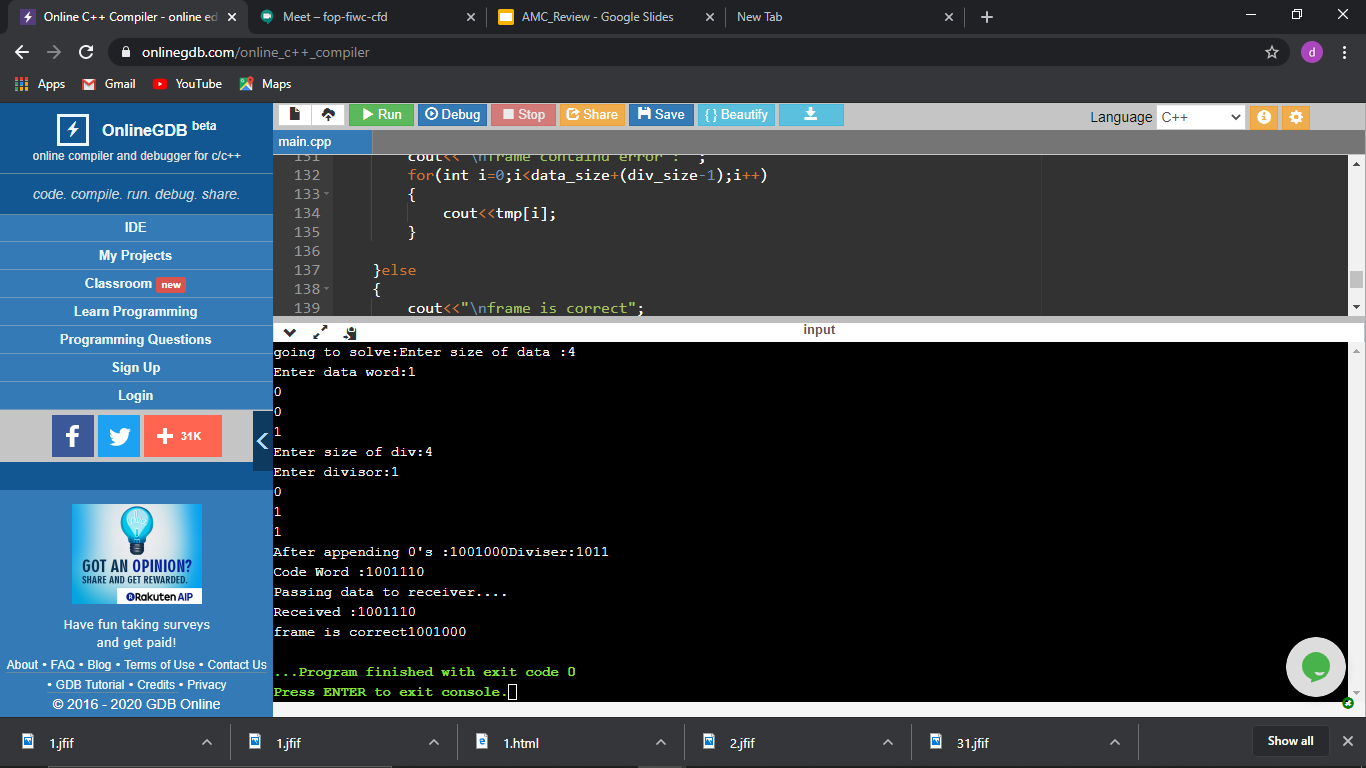 Online C++ Compiler - online ed
Meet – fop-fiwc-cfd
AMC_Review - Google Slides
New Tab
onlinegdb.com/online_c++_compiler
d
Apps
Gmail
YouTube
Maps
OnlineGDB beta
online compiler and debugger for c/c++
code. compile. run. debug. share.
IDE
My Projects
Classroom new
Learn Programming
Programming Questions
Sign Up
Login
31K
GOT AN OPINION?
SHARE AND GET REWARDED.
Rakuten AIP
Have fun taking surveys
and get paid!
About • FAQ • Blog • Terms of Use • Contact Us
• GDB Tutorial • Credits • Privacy
© 2016 - 2020 GDB Online
Run
Debug
Stop
Share
Save
{ } Beautify
Language C++
main.cpp
131 cout<< "\nframe containd error : ";
132 for(int i=0;i<data_size+(div_size-1);i++)
133 {
134 cout<<tmp[i];
135 }
136
137 }else
138 {
139 cout<<"\nframe is correct";
input
going to solve:Enter size of data :4
Enter data word:1
0
0
1
Enter size of div:4
Enter divisor:1
0
1
1
After appending 0's :1001000Diviser:1011
Code Word :1001110
Passing data to receiver....
Received :1001110
frame is correct1001000
...Program finished with exit code 0
Press ENTER to exit console.
1.jfif
1.jfif
1.html
2.jfif
31.jfif
Show all